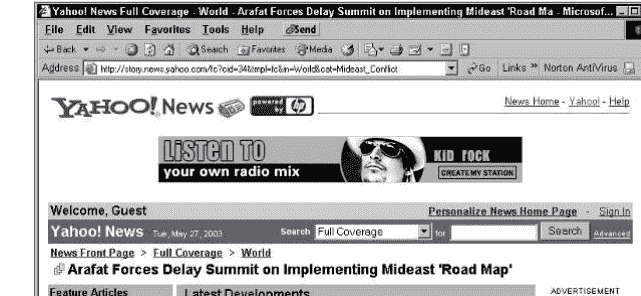 Yahoo! News Full Coverage - World - Arafat Forces Delay Summit on Implementing Mideast 'Road Ma - Microsof...
File Edit View Favorites Tools Help Send
Back Search Favorites Media
Address http://story.news.yahoo.com/fc?cid=34&tmpl=fc&in=World&cat=Mideast_Conflict Go Links » Norton AntiVirus
YAHOO! News powered by hp News Home - Yahoo! - Help
LISTEN TO KID ROCK
your own radio mix CREATE MY STATION
Welcome, Guest Personalize News Home Page - Sign In
Yahoo! News Tue, May 27, 2003 Search Full Coverage for Search Advanced
News Front Page > Full Coverage > World
Arafat Forces Delay Summit on Implementing Mideast 'Road Map'
Feature Articles Latest Developments ADVERTISEMENT